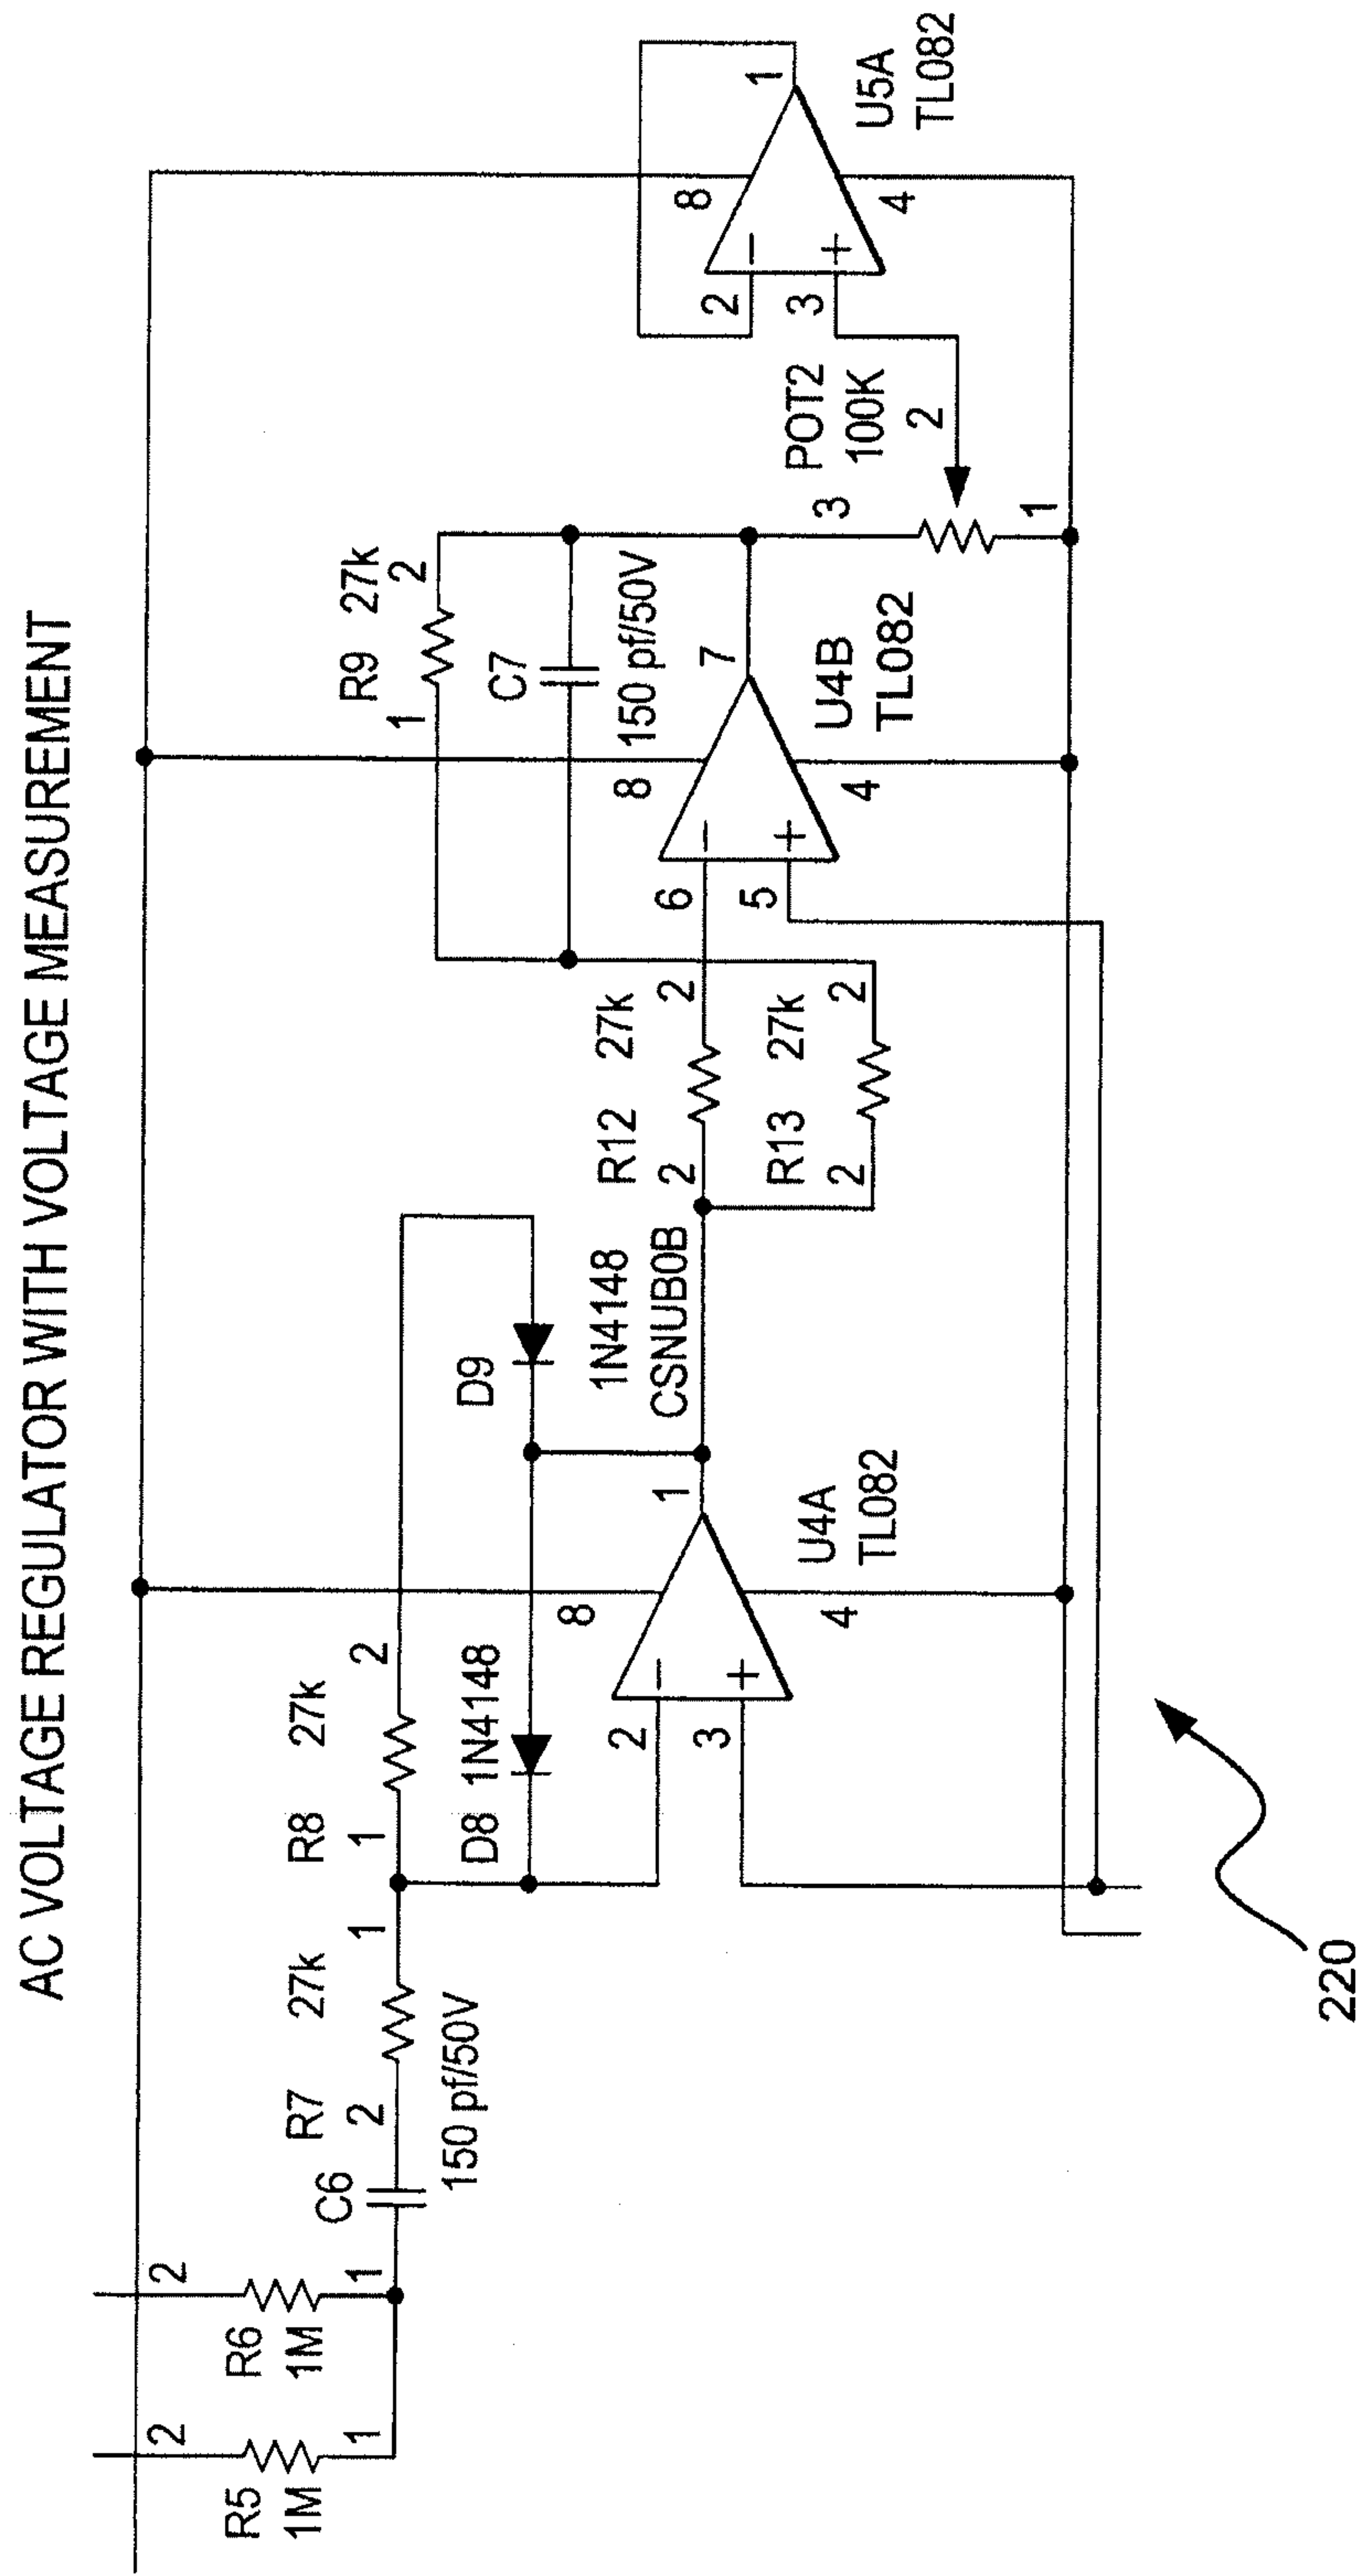 AC VOLTAGE REGULATOR WITH VOLTAGE MEASUREMENT
R5
1M
2
1
R6
1M
2
1
C6
150 pf/50V
R7 27k
2 1
R8 27k
1 2
D8 1N4148
D9
1N4148
CSNUB0B
2
3
8
4
1
U4A
TL082
R12 27k
2 2
R13 27k
2 2
R9 27k
1 2
C7
150 pf/50V
6
5
8
4
7
U4B
TL082
POT2
100K
3
2
1
2
3
8
4
1
U5A
TL082
-
+
-
+
-
+
220